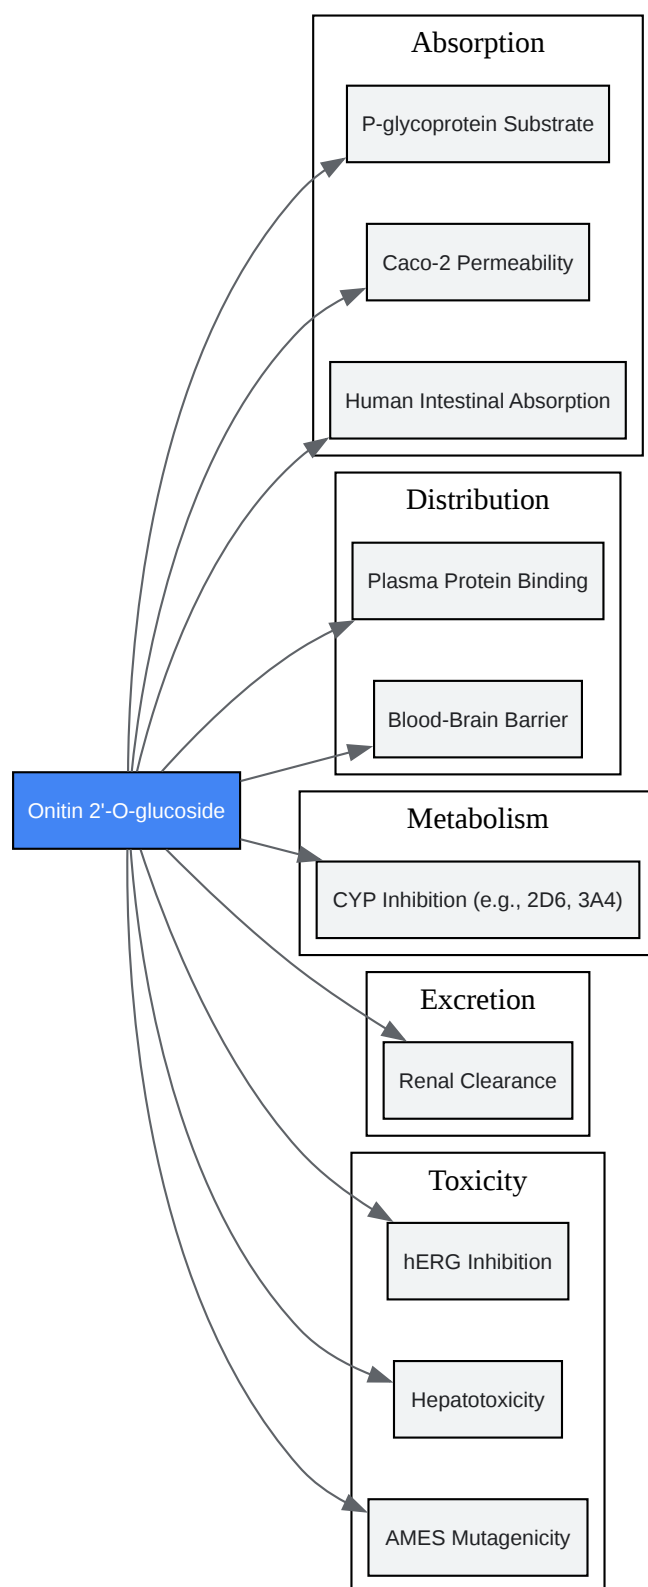 Absorption
P-glycoprotein Substrate
Caco-2 Permeability
Human Intestinal Absorption
Distribution
Plasma Protein Binding
Blood-Brain Barrier
Onitin 2'-O-glucoside
Metabolism
CYP Inhibition (e.g., 2D6, 3A4)
Excretion
Renal Clearance
Toxicity
hERG Inhibition
Hepatotoxicity
AMES Mutagenicity